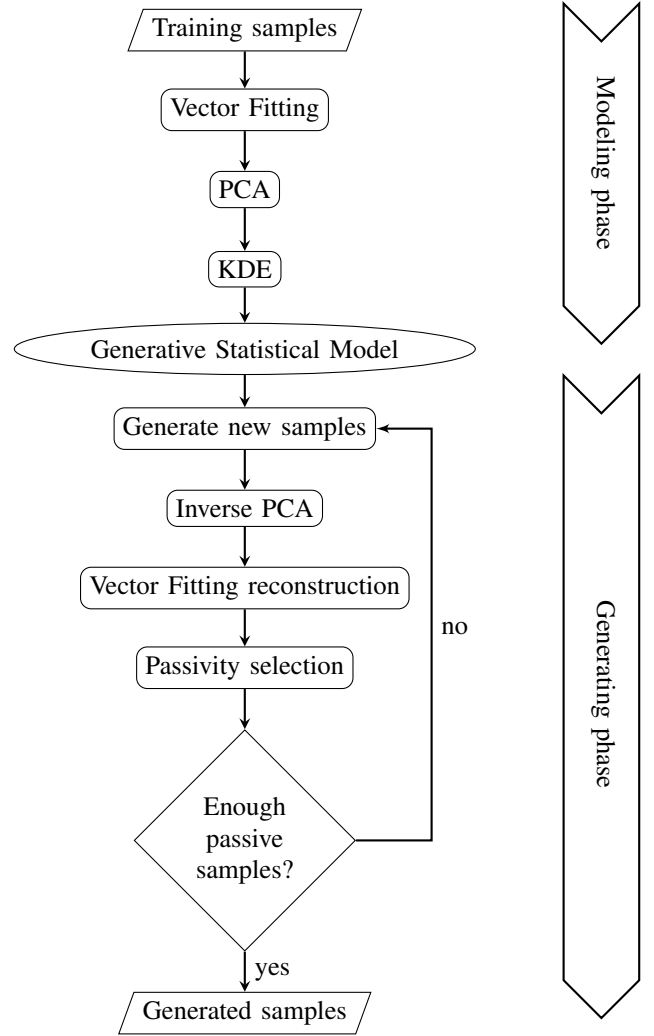 Training samples
Vector Fitting
PCA
KDE
Generative Statistical Model
Generate new samples
Inverse PCA
Vector Fitting reconstruction
Passivity selection
Enough
passive
samples?
no
yes
Generated samples
Modeling phase
Generating phase